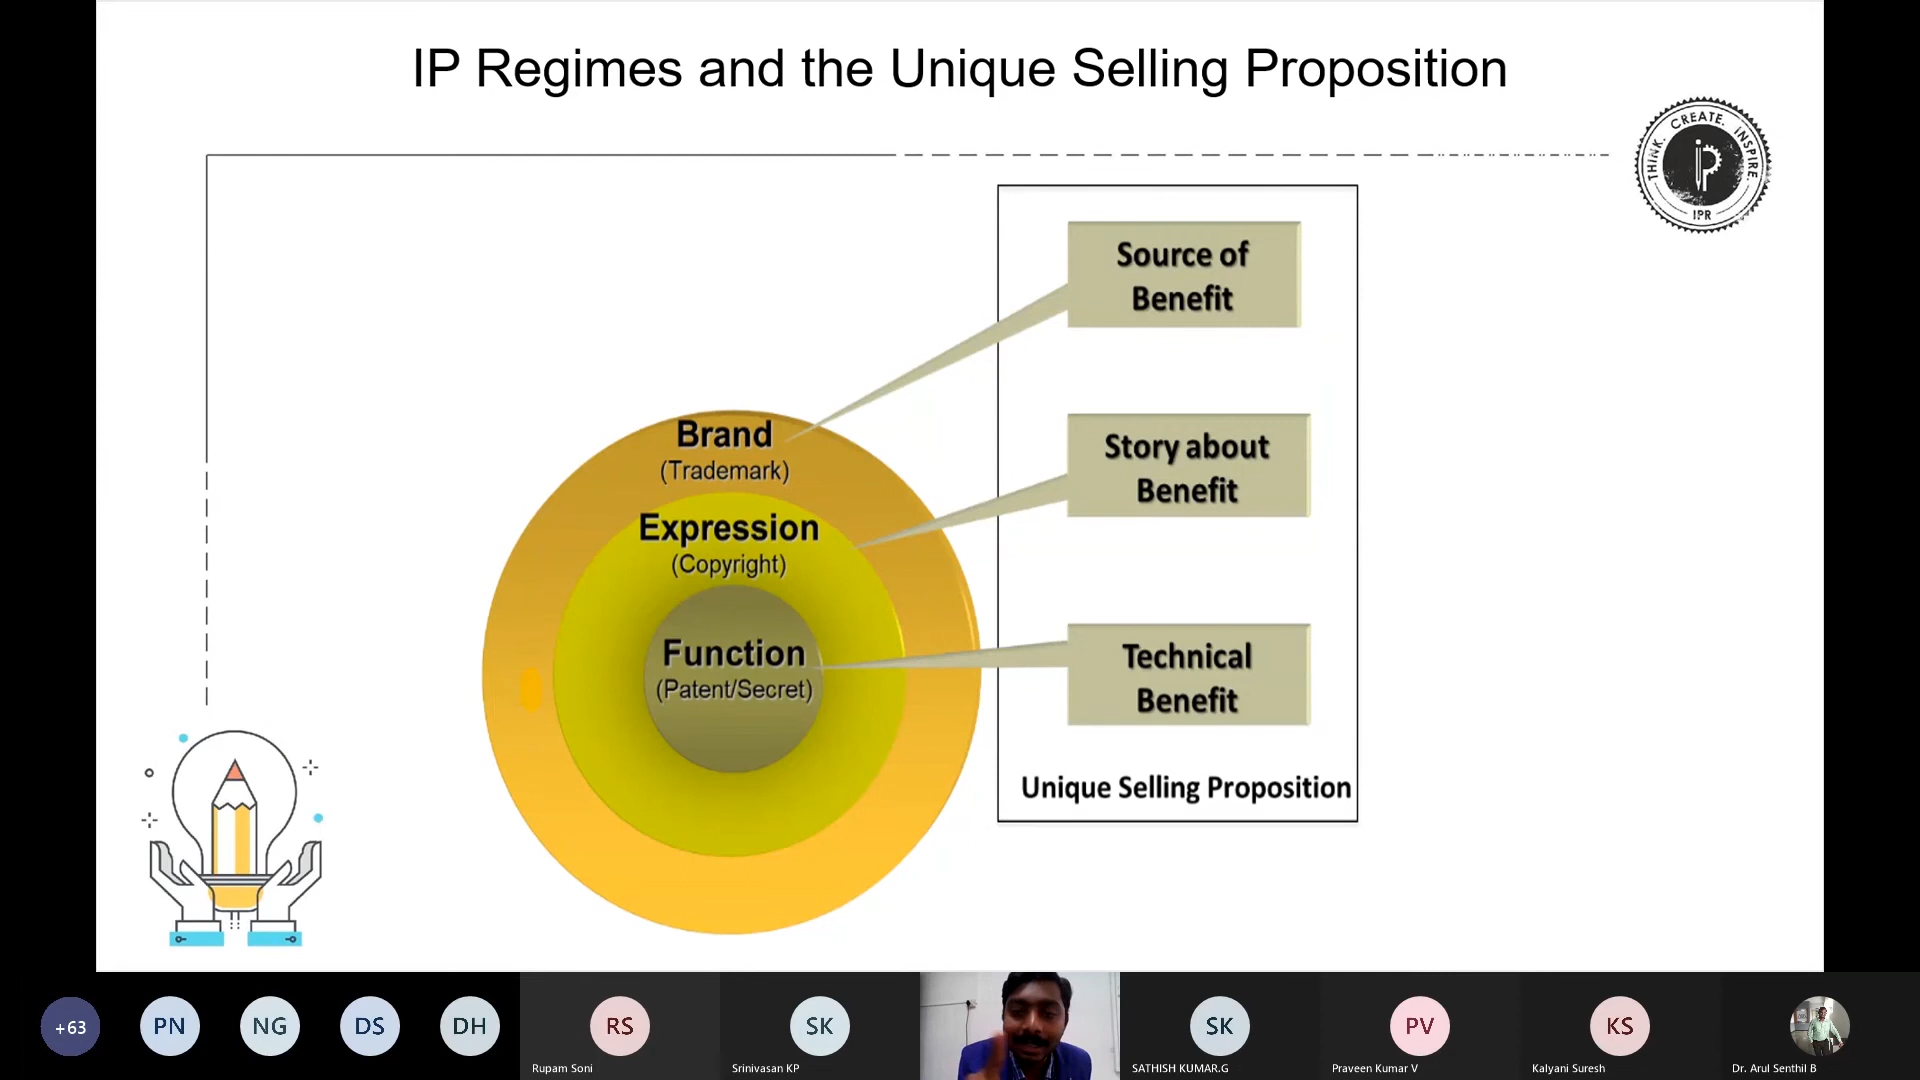 IP Regimes and the Unique Selling Proposition
THINK. CREATE. INSPIRE.
ip
IPR
Source of
Benefit
Brand
(Trademark)
Story about
Benefit
Expression
(Copyright)
Function
(Patent/Secret)
Technical
Benefit
Unique Selling Proposition
+63
PN
NG
DS
DH
RS
Rupam Soni
SK
Srinivasan KP
SK
SATHISH KUMAR.G
PV
Praveen Kumar V
KS
Kalyani Suresh
Dr. Arul Senthil B